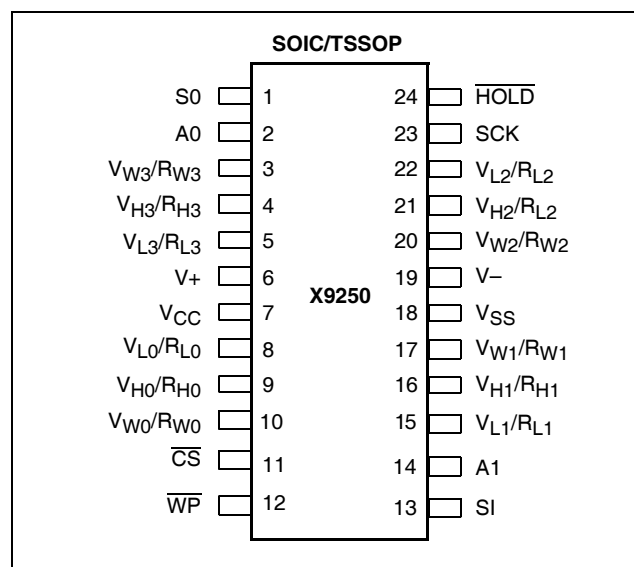 SOIC/TSSOP
S0 1 24 HOLD
A0 2 23 SCK
VW3/RW3 3 22 VL2/RL2
VH3/RH3 4 21 VH2/RL2
VL3/RL3 5 20 VW2/RW2
V+ 6 19 V–
X9250
VCC 7 18 VSS
VL0/RL0 8 17 VW1/RW1
VH0/RH0 9 16 VH1/RH1
VW0/RW0 10 15 VL1/RL1
CS 11 14 A1
WP 12 13 SI